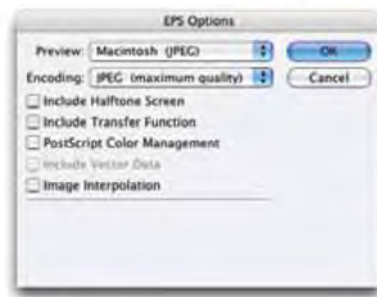 EPS Options
Preview: Macintosh (JPEG) OK
Encoding: JPEG (maximum quality) Cancel
Include Halftone Screen
Include Transfer Function
PostScript Color Management
Include Vector Data
Image Interpolation